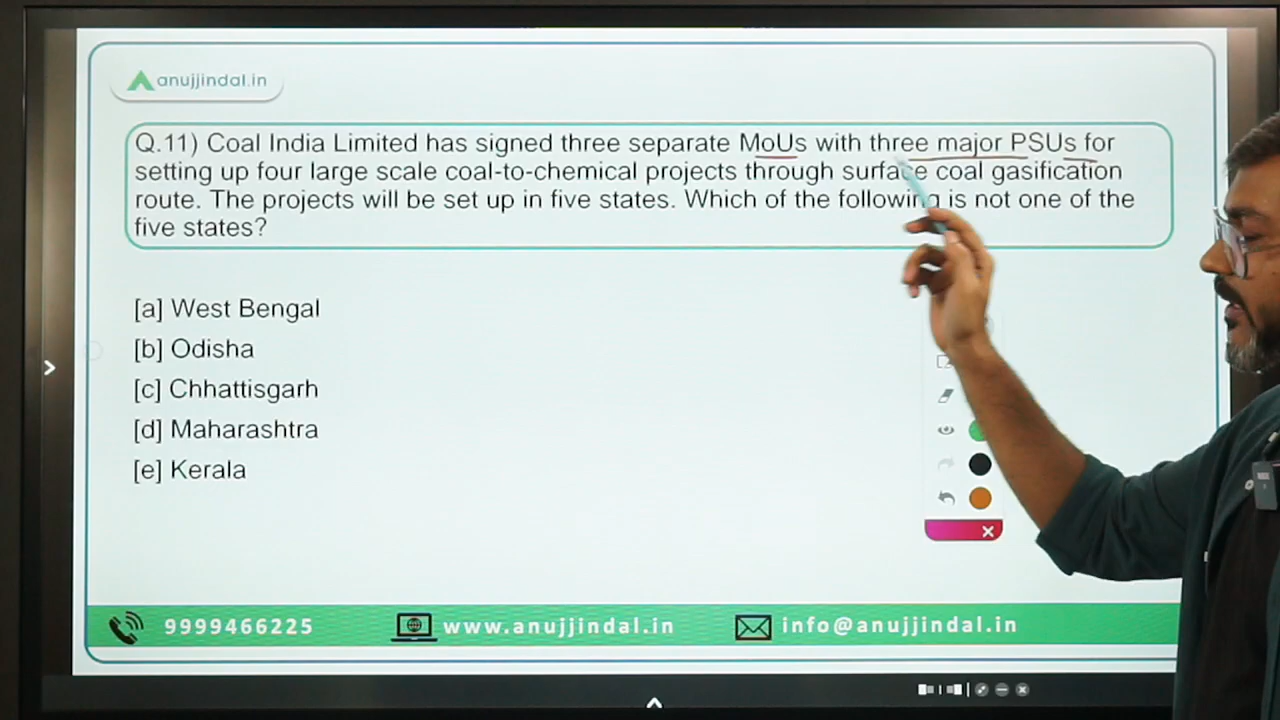 anujjindal.in
Q.11) Coal India Limited has signed three separate MoUs with three major PSUs for
setting up four large scale coal-to-chemical projects through surface coal gasification
route. The projects will be set up in five states. Which of the following is not one of the
five states?
[a] West Bengal
[b] Odisha
[c] Chhattisgarh
[d] Maharashtra
[e] Kerala
9999466225 www.anujjindal.in info@anujjindal.in